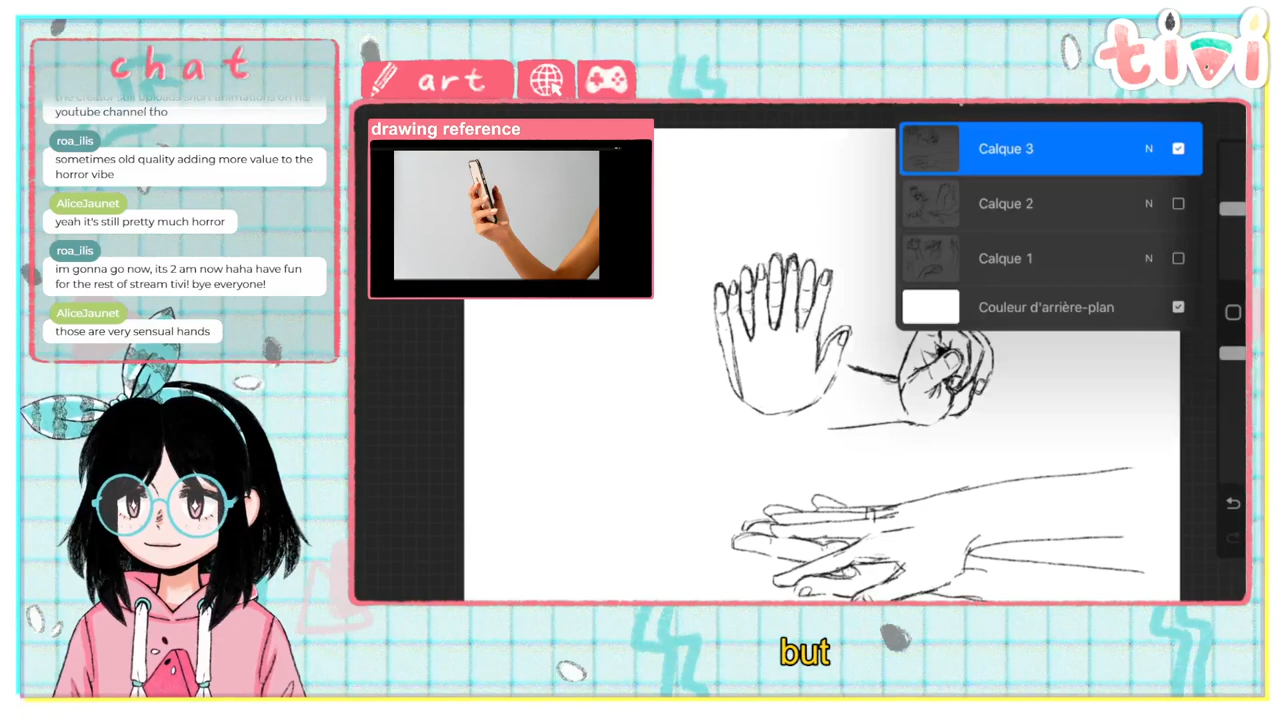 chat
youtube channel tho
roa_ilis
sometimes old quality adding more value to the
horror vibe
AliceJaunet
yeah it's still pretty much horror
roa_ilis
im gonna go now, its 2 am now haha have fun
for the rest of stream tivi! bye everyone!
AliceJaunet
those are very sensual hands
art
tivi
drawing reference
Calque 3 N
Calque 2 N
Calque 1 N
Couleur d'arrière-plan
but